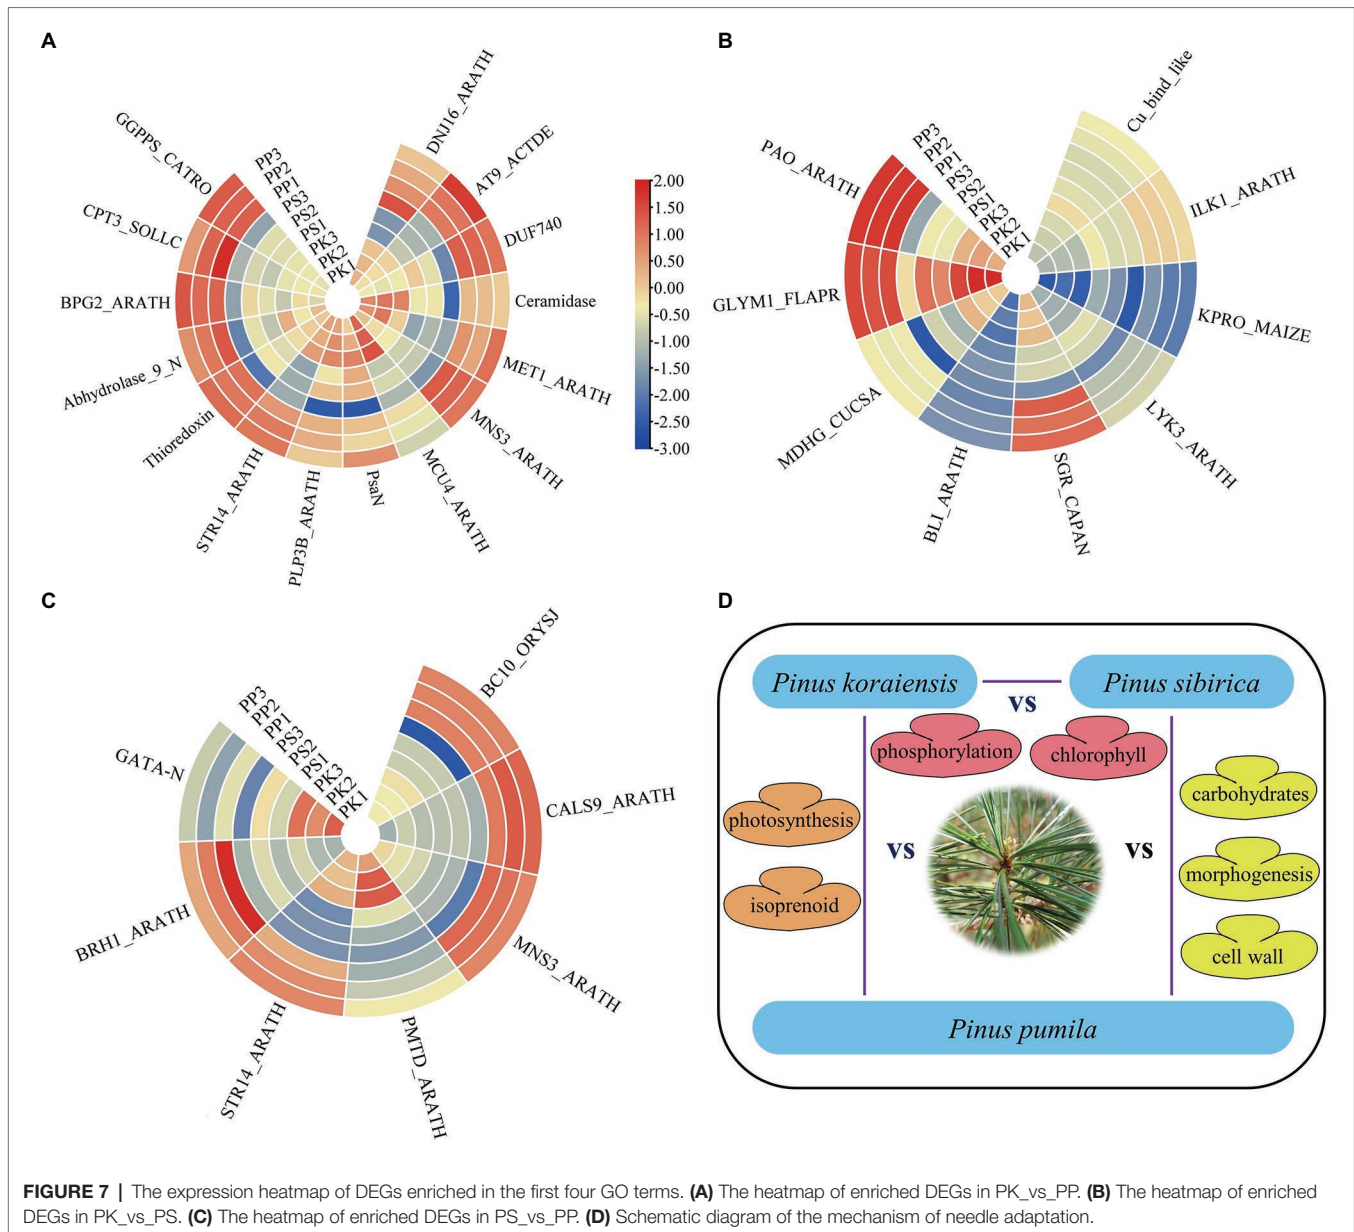 A
DNJ16_ARATH
AT9_ACTDE
DUF740
Ceramidase
MET1_ARATH
MNS3_ARATH
MCU4_ARATH
PsaN
PLP3B_ARATH
STR14_ARATH
Thioredoxin
Abhydrolase_9_N
BPG2_ARATH
CPT3_SOLLC
GGPPS_CATRO
PP3
PP2
PP1
PS3
PS2
PS1
PK3
PK2
PK1
2.00
1.50
1.00
0.50
0.00
-0.50
-1.00
-1.50
-2.00
-2.50
-3.00
B
Cu_bind_like
ILK1_ARATH
KPRO_MAIZE
LYK3_ARATH
SGR_CAPAN
BLI_ARATH
MDHG_CUCSA
GLYM1_FLAPR
PAO_ARATH
PP3
PP2
PP1
PS3
PS2
PS1
PK3
PK2
PK1
C
BC10_ORYSJ
CALS9_ARATH
MNS3_ARATH
PMTD_ARATH
STR14_ARATH
BRH1_ARATH
GATA-N
PP3
PP2
PP1
PS3
PS2
PS1
PK3
PK2
PK1
D
Pinus koraiensis
vs
Pinus sibirica
phosphorylation
chlorophyll
photosynthesis
isoprenoid
vs
vs
carbohydrates
morphogenesis
cell wall
Pinus pumila
FIGURE 7 | The expression heatmap of DEGs enriched in the first four GO terms. (A) The heatmap of enriched DEGs in PK_vs_PP. (B) The heatmap of enriched
DEGs in PK_vs_PS. (C) The heatmap of enriched DEGs in PS_vs_PP. (D) Schematic diagram of the mechanism of needle adaptation.